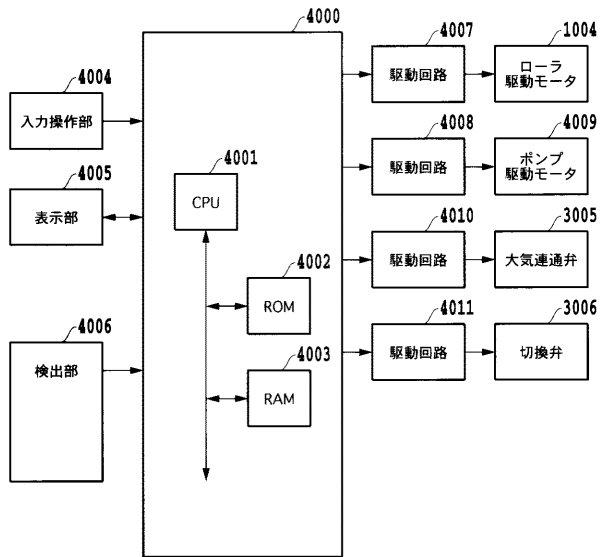 4000
4004
入力操作部
4005
表示部
4006
検出部
4001
CPU
4002
ROM
4003
RAM
4007
駆動回路
1004
ローラ
駆動モータ
4008
駆動回路
4009
ポンプ
駆動モータ
4010
駆動回路
3005
大気連通弁
4011
駆動回路
3006
切換弁